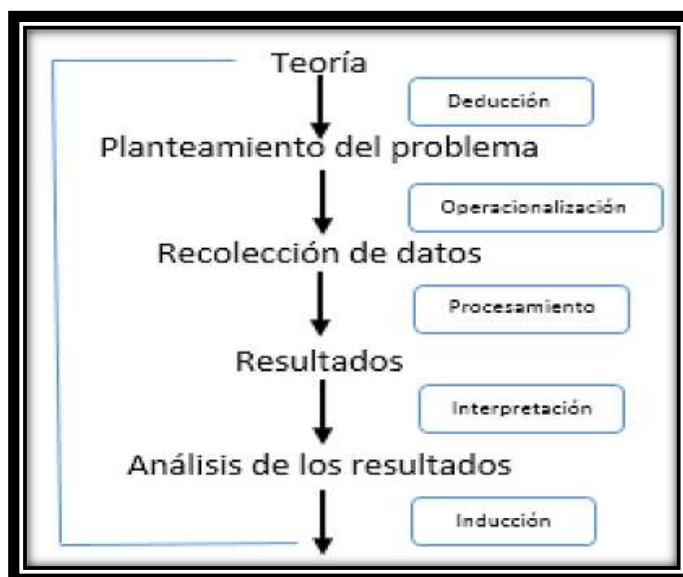 Teoría
Deducción
Planteamiento del problema
Operacionalización
Recolección de datos
Procesamiento
Resultados
Interpretación
Análisis de los resultados
Inducción